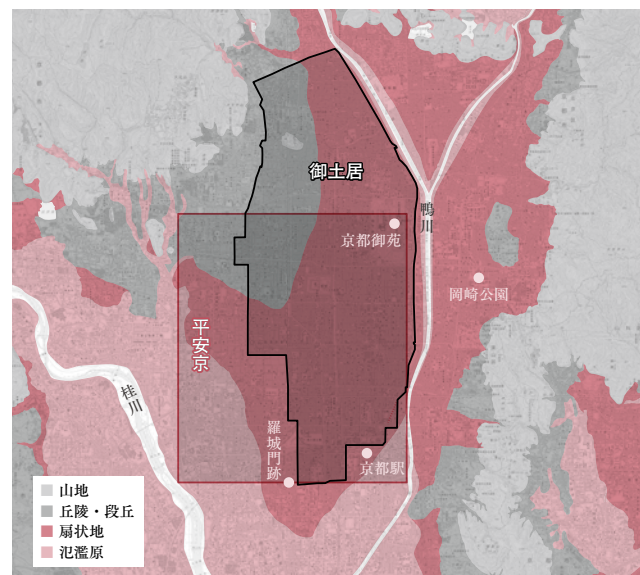 御土居
鴨川
京都御苑
岡崎公園
平安京
桂川
羅城門跡
京都駅
山地
丘陵・段丘
扇状地
氾濫原